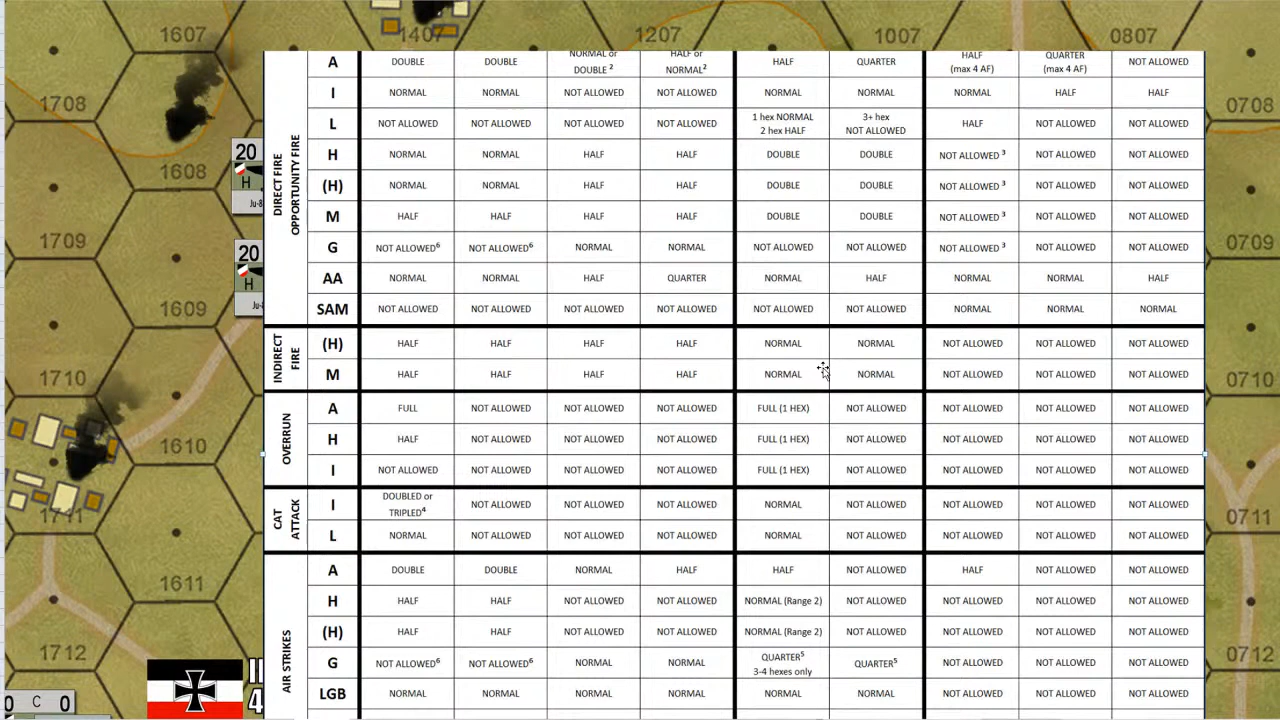 1607
1407
1207
1007
0807
A DOUBLE DOUBLE NORMAL or DOUBLE ² HALF or NORMAL² HALF QUARTER HALF (max 4 AF) QUARTER (max 4 AF) NOT ALLOWED
I NORMAL NORMAL NOT ALLOWED NOT ALLOWED NORMAL NORMAL NORMAL HALF HALF
1708
0708
L NOT ALLOWED NOT ALLOWED NOT ALLOWED NOT ALLOWED 1 hex NORMAL 2 hex HALF 3+ hex NOT ALLOWED HALF NOT ALLOWED NOT ALLOWED
20
H
Ju-8
1608
DIRECT FIRE
OPPORTUNITY FIRE
H NORMAL NORMAL HALF HALF DOUBLE DOUBLE NOT ALLOWED ³ NOT ALLOWED NOT ALLOWED
(H) NORMAL NORMAL HALF HALF DOUBLE DOUBLE NOT ALLOWED ³ NOT ALLOWED NOT ALLOWED
M HALF HALF HALF HALF DOUBLE DOUBLE NOT ALLOWED ³ NOT ALLOWED NOT ALLOWED
1709
0709
G NOT ALLOWED⁶ NOT ALLOWED⁶ NORMAL NORMAL NOT ALLOWED NOT ALLOWED NOT ALLOWED ³ NOT ALLOWED NOT ALLOWED
20
H
AA NORMAL NORMAL HALF QUARTER NORMAL HALF NORMAL NORMAL HALF
1609
SAM NOT ALLOWED NOT ALLOWED NOT ALLOWED NOT ALLOWED NOT ALLOWED NOT ALLOWED NORMAL NORMAL NORMAL
INDIRECT
FIRE
(H) HALF HALF HALF HALF NORMAL NORMAL NOT ALLOWED NOT ALLOWED NOT ALLOWED
M HALF HALF HALF HALF NORMAL NORMAL NOT ALLOWED NOT ALLOWED NOT ALLOWED
1710
0710
OVERRUN
A FULL NOT ALLOWED NOT ALLOWED NOT ALLOWED FULL (1 HEX) NOT ALLOWED NOT ALLOWED NOT ALLOWED NOT ALLOWED
H HALF NOT ALLOWED NOT ALLOWED NOT ALLOWED FULL (1 HEX) NOT ALLOWED NOT ALLOWED NOT ALLOWED NOT ALLOWED
1610
I NOT ALLOWED NOT ALLOWED NOT ALLOWED NOT ALLOWED FULL (1 HEX) NOT ALLOWED NOT ALLOWED NOT ALLOWED NOT ALLOWED
CAT
ATTACK
I DOUBLED or TRIPLED⁴ NOT ALLOWED NOT ALLOWED NOT ALLOWED NORMAL NOT ALLOWED NOT ALLOWED NOT ALLOWED NOT ALLOWED
1711
0711
L NORMAL NOT ALLOWED NOT ALLOWED NOT ALLOWED NORMAL NOT ALLOWED NOT ALLOWED NOT ALLOWED NOT ALLOWED
AIR STRIKES
A DOUBLE DOUBLE NORMAL HALF HALF NOT ALLOWED HALF NOT ALLOWED NOT ALLOWED
1611
H HALF HALF NOT ALLOWED NOT ALLOWED NORMAL (Range 2) NOT ALLOWED NOT ALLOWED NOT ALLOWED NOT ALLOWED
(H) HALF HALF NOT ALLOWED NOT ALLOWED NORMAL (Range 2) NOT ALLOWED NOT ALLOWED NOT ALLOWED NOT ALLOWED
1712
0712
G NOT ALLOWED⁶ NOT ALLOWED⁶ NORMAL NORMAL QUARTER⁵ 3-4 hexes only QUARTER⁵ NOT ALLOWED NOT ALLOWED NOT ALLOWED
LGB NORMAL NORMAL NORMAL NORMAL NORMAL NORMAL NOT ALLOWED NOT ALLOWED NOT ALLOWED
0 C 0